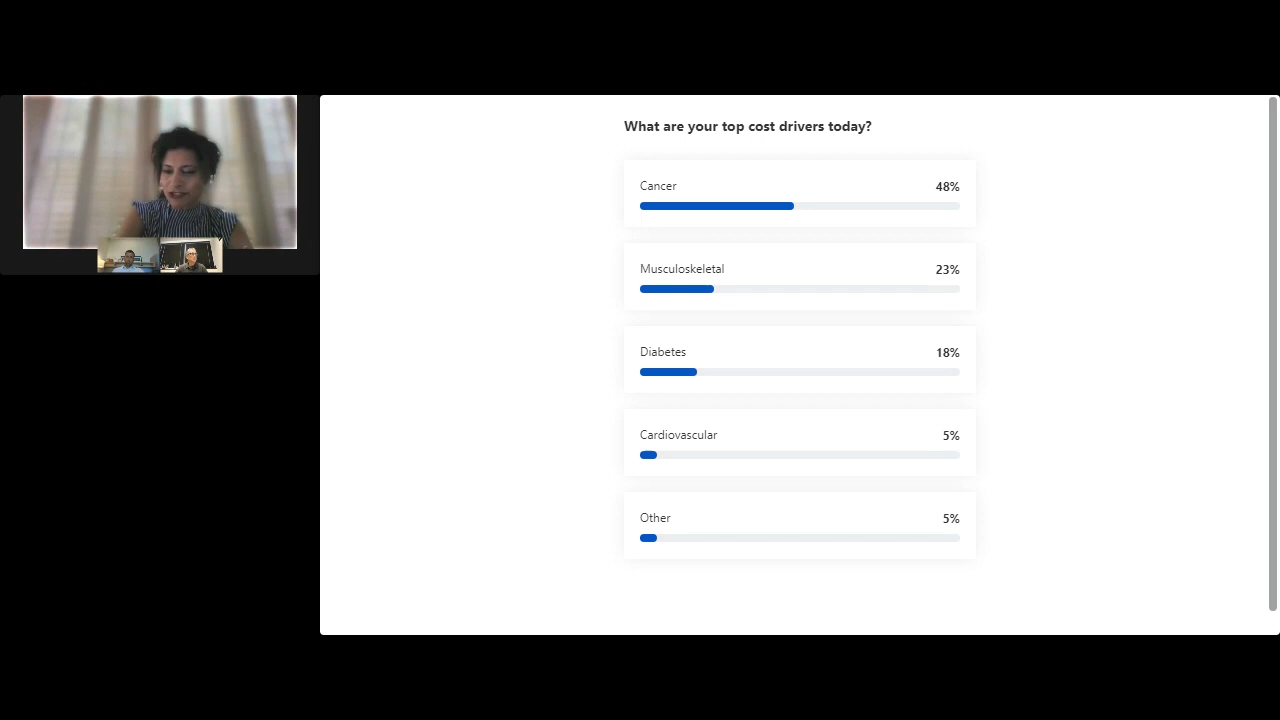 What are your top cost drivers today?
Cancer 48%
Musculoskeletal 23%
Diabetes 18%
Cardiovascular 5%
Other 5%